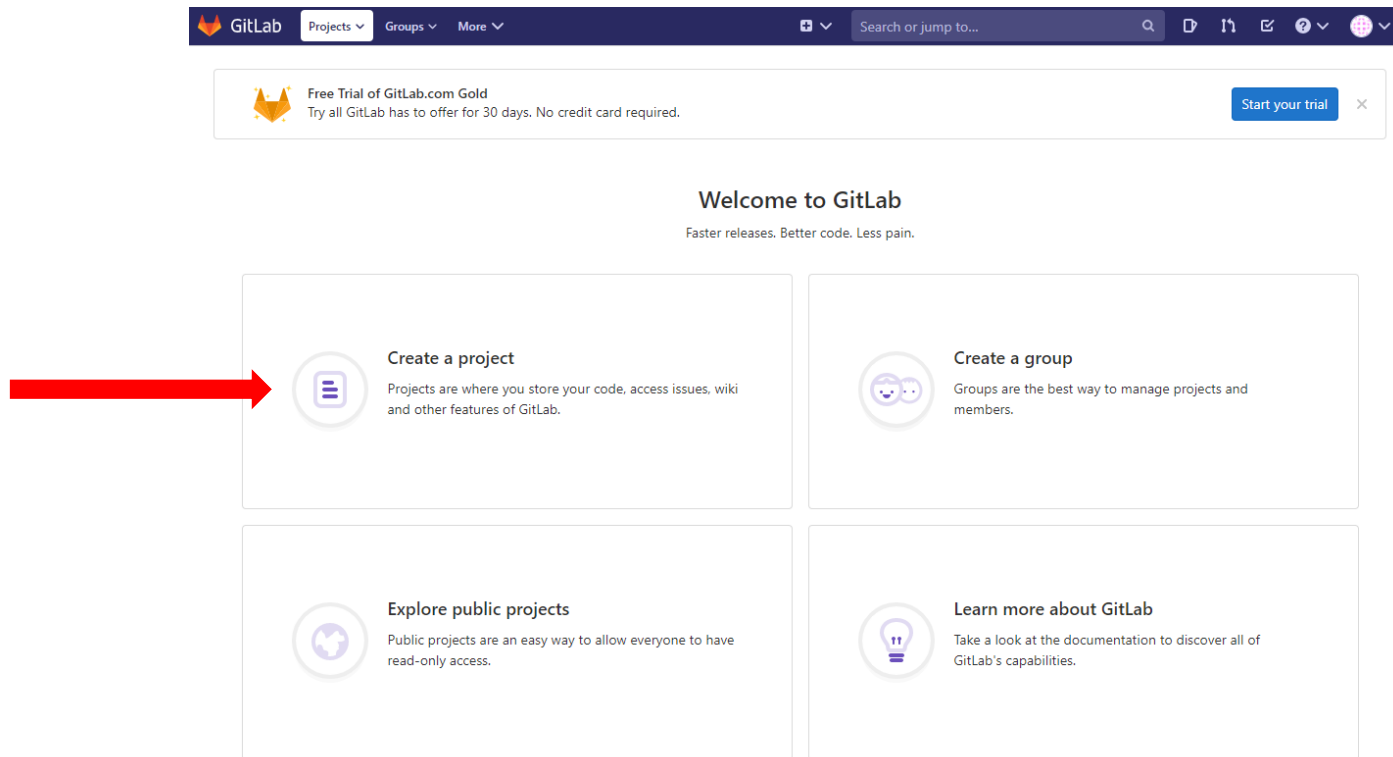 GitLab Projects Groups More Search or jump to...
Free Trial of GitLab.com Gold
Try all GitLab has to offer for 30 days. No credit card required.
Start your trial
Welcome to GitLab
Faster releases. Better code. Less pain.
Create a project
Projects are where you store your code, access issues, wiki
and other features of GitLab.
Create a group
Groups are the best way to manage projects and
members.
Explore public projects
Public projects are an easy way to allow everyone to have
read-only access.
Learn more about GitLab
Take a look at the documentation to discover all of
GitLab's capabilities.